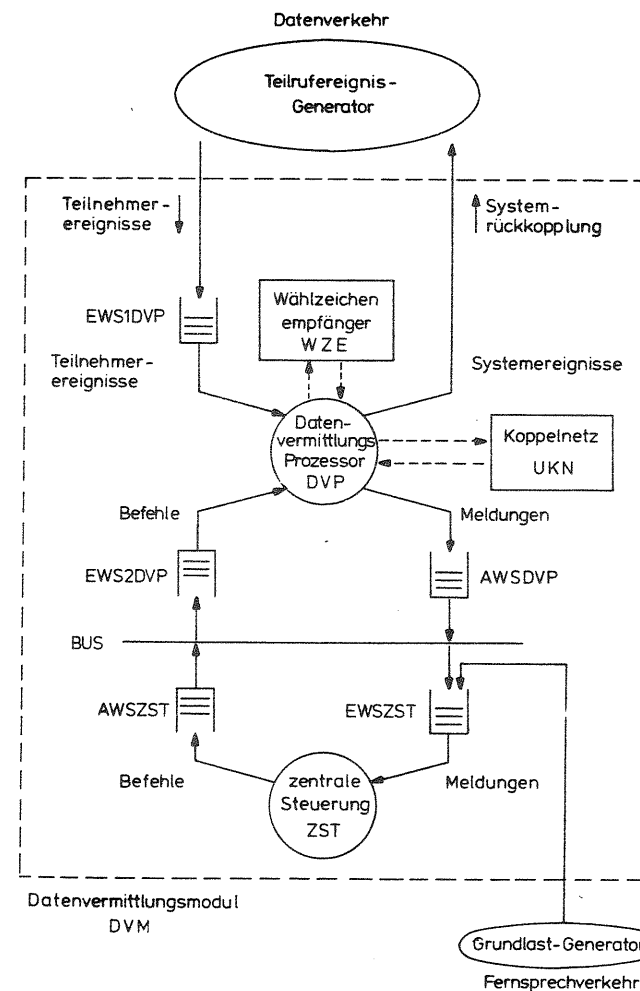 Datenverkehr
Teilrufereignis-
Generator
Teilnehmer-
ereignisse
System-
rückkopplung
EWS1DVP
Wählzeichen
empfänger
WZE
Teilnehmer-
ereignisse
Systemereignisse
Daten-
vermittlungs
Prozessor
DVP
Koppelnetz
UKN
Befehle
Meldungen
EWS2DVP
AWSDVP
BUS
AWSZST
EWSZST
Befehle
zentrale
Steuerung
ZST
Meldungen
Datenvermittlungsmodul
DVM
Grundlast-Generator
Fernsprechverkehr